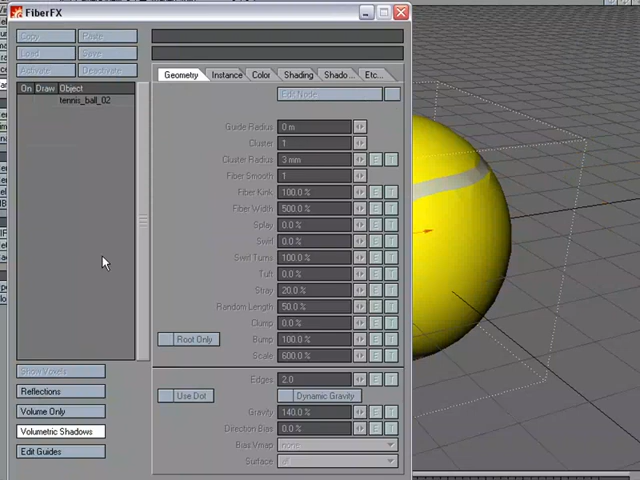 FiberFX
Copy Paste
Load Save
Activate Deactivate
On Draw Object
tennis_ball_02
Geometry Instance Color Shading Shado... Etc...
Edit Node
Guide Radius 0 m
Cluster 1
Cluster Radius 3 mm E T
Fiber Smooth 1
Fiber Kink 100.0 % E T
Fiber Width 500.0 % E T
Splay 0.0 % E T
Swirl 0.0 % E T
Swirl Turns 100.0 % E T
Tuft 0.0 % E T
Stray 20.0 % E T
Random Length 50.0 % E T
Clump 0.0 % E T
Root Only Bump 100.0 % E T
Scale 600.0 % E T
Show Voxels
Reflections
Volume Only
Volumetric Shadows
Edit Guides
Edges 2.0 E T
Use Dot Dynamic Gravity
Gravity 140.0 % E T
Direction Bias 0.0 % E T
Bias Vmap none
Surface all